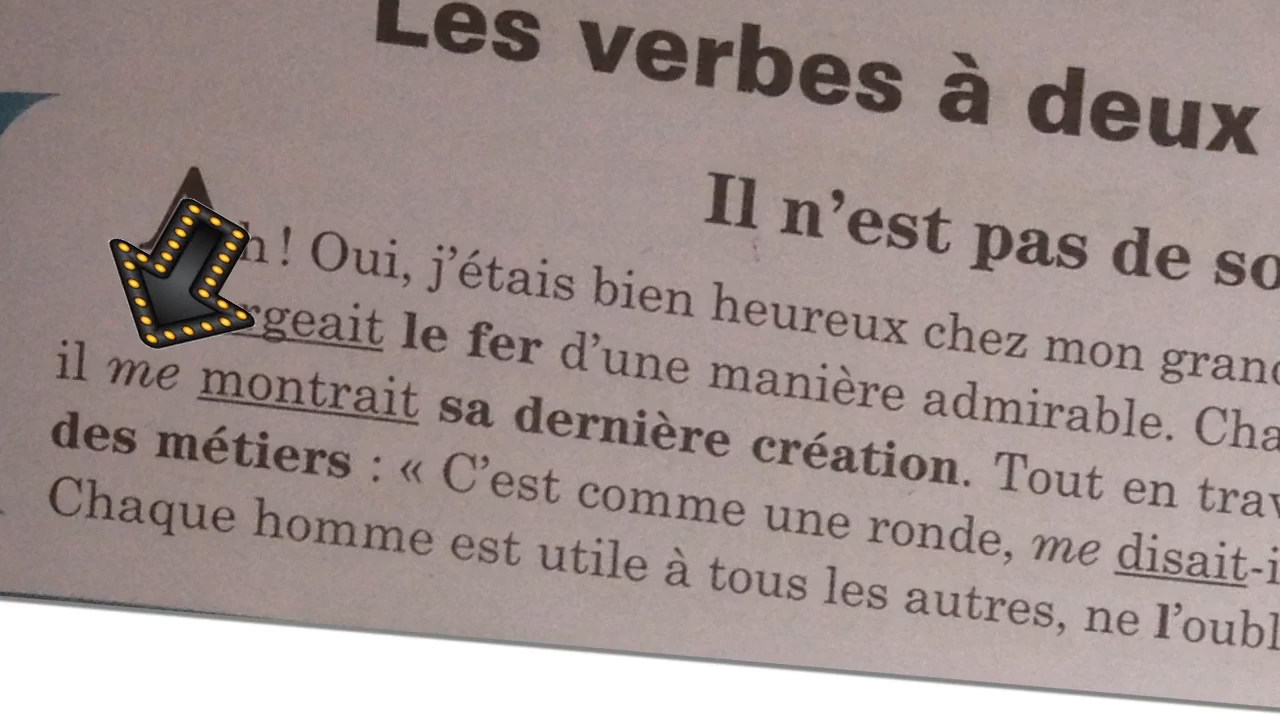 Les verbes à deux
Il n'est pas de so
Ah ! Oui, j'étais bien heureux chez mon grand
rgeait le fer d'une manière admirable. Cha
il me montrait sa dernière création. Tout en trav
des métiers : « C'est comme une ronde, me disait-i
Chaque homme est utile à tous les autres, ne l'oubl